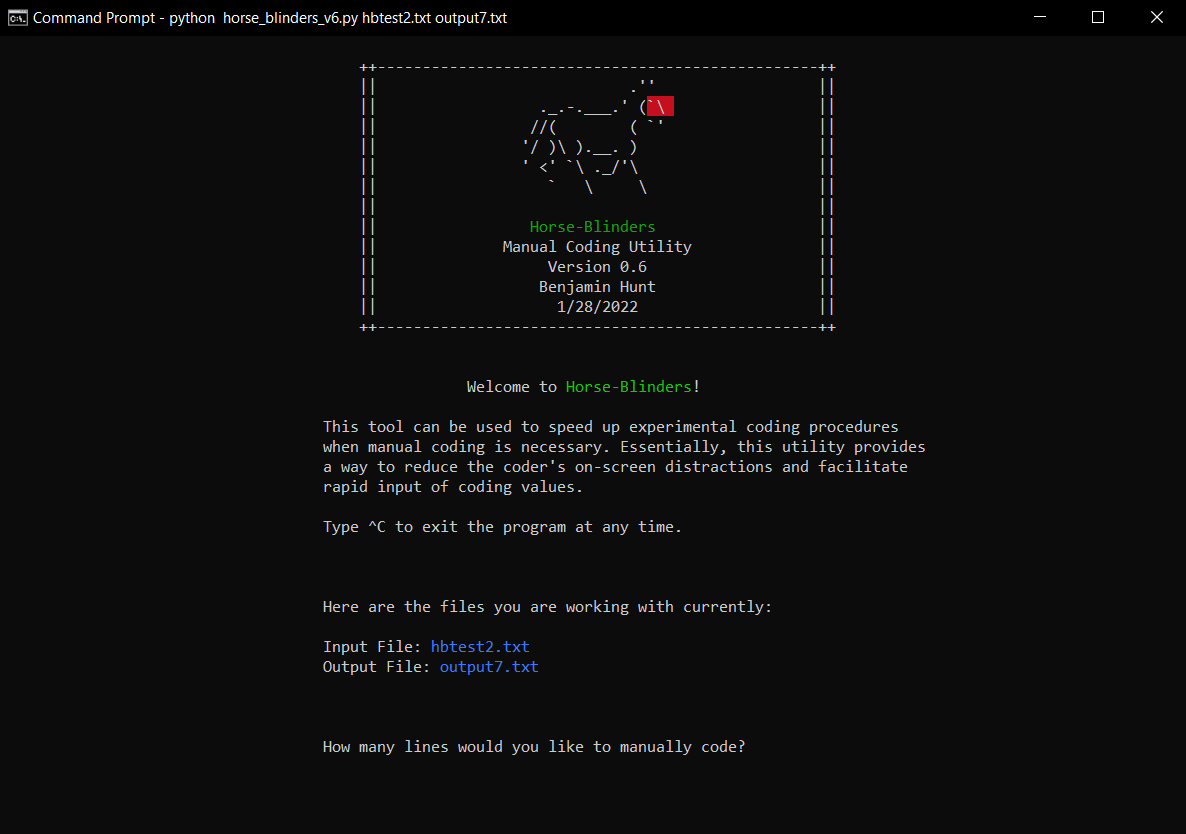 Command Prompt - python  horse_blinders_v6.py hbtest2.txt output7.txt
++-------------------------------------------------++
||                            .''                  ||
||                  ._.-.___.' (`\                 ||
||                 //(        ( `'                 ||
||                '/ )\ ).__. )                    ||
||                ' <' `\ ._/'\                    ||
||                   `   \     \                   ||
||                                                 ||
||                 Horse-Blinders                  ||
||              Manual Coding Utility              ||
||                   Version 0.6                   ||
||                  Benjamin Hunt                  ||
||                    1/28/2022                    ||
++-------------------------------------------------++
Welcome to Horse-Blinders!
This tool can be used to speed up experimental coding procedures
when manual coding is necessary. Essentially, this utility provides
a way to reduce the coder's on-screen distractions and facilitate
rapid input of coding values.
Type ^C to exit the program at any time.
Here are the files you are working with currently:
Input File: hbtest2.txt
Output File: output7.txt
How many lines would you like to manually code?